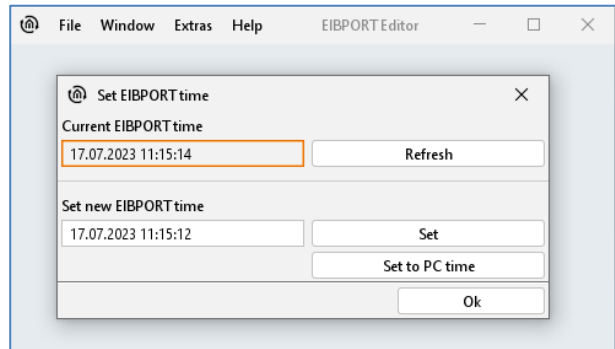 File Window Extras Help EIBPORT Editor
Set EIBPORT time
Current EIBPORT time
17.07.2023 11:15:14 Refresh
Set new EIBPORT time
17.07.2023 11:15:12 Set
Set to PC time
Ok